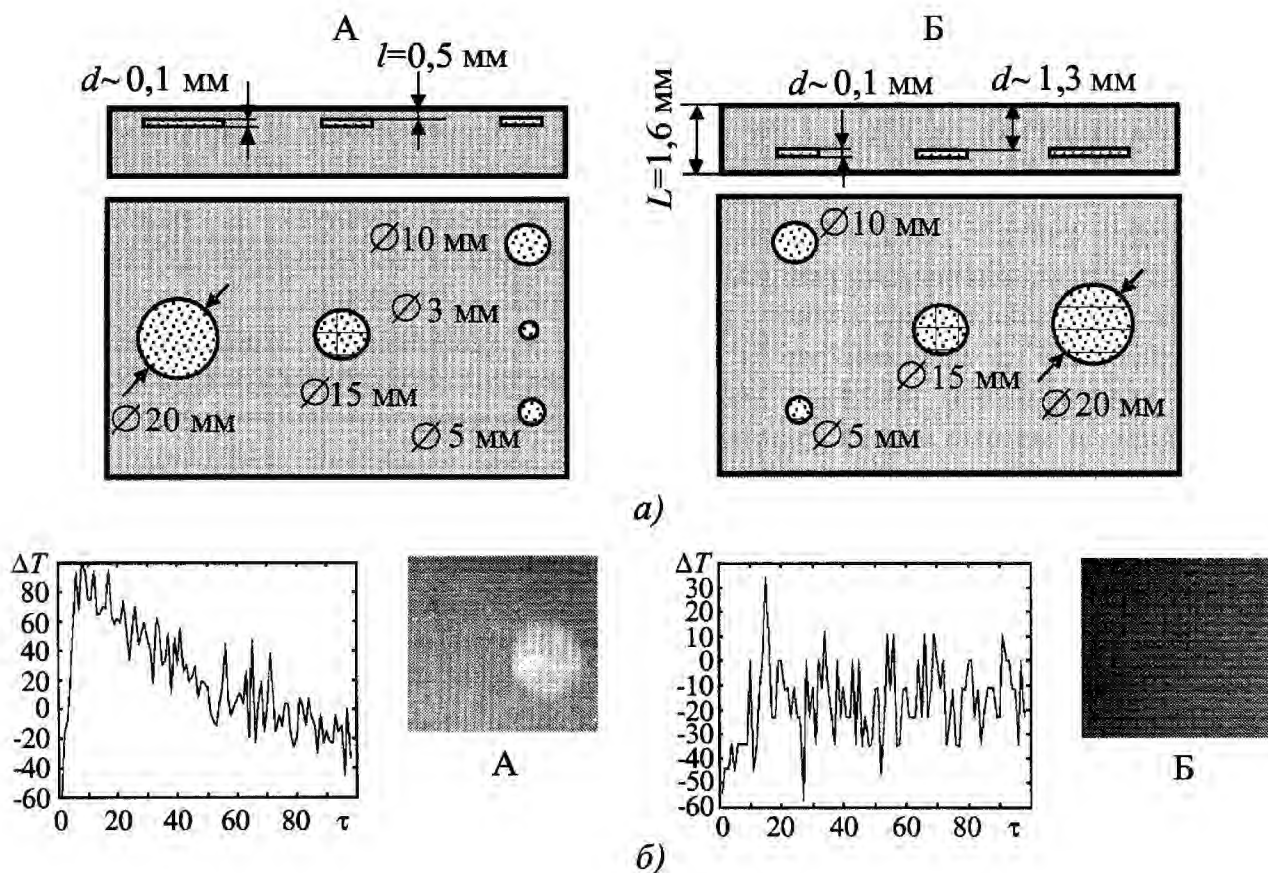 А
l=0,5 мм
d~ 0,1 мм
∅10 мм
∅3 мм
∅15 мм
∅20 мм
∅5 мм
Б
d~ 0,1 мм
d~ 1,3 мм
L=1,6 мм
∅10 мм
∅15 мм
∅20 мм
∅5 мм
а)
ΔT
80
60
40
20
0
-20
-40
-60
0 20 40 60 80 τ
А
ΔT
30
20
10
0
-10
-20
-30
-40
-50
-60
0 20 40 60 80 τ
Б
б)